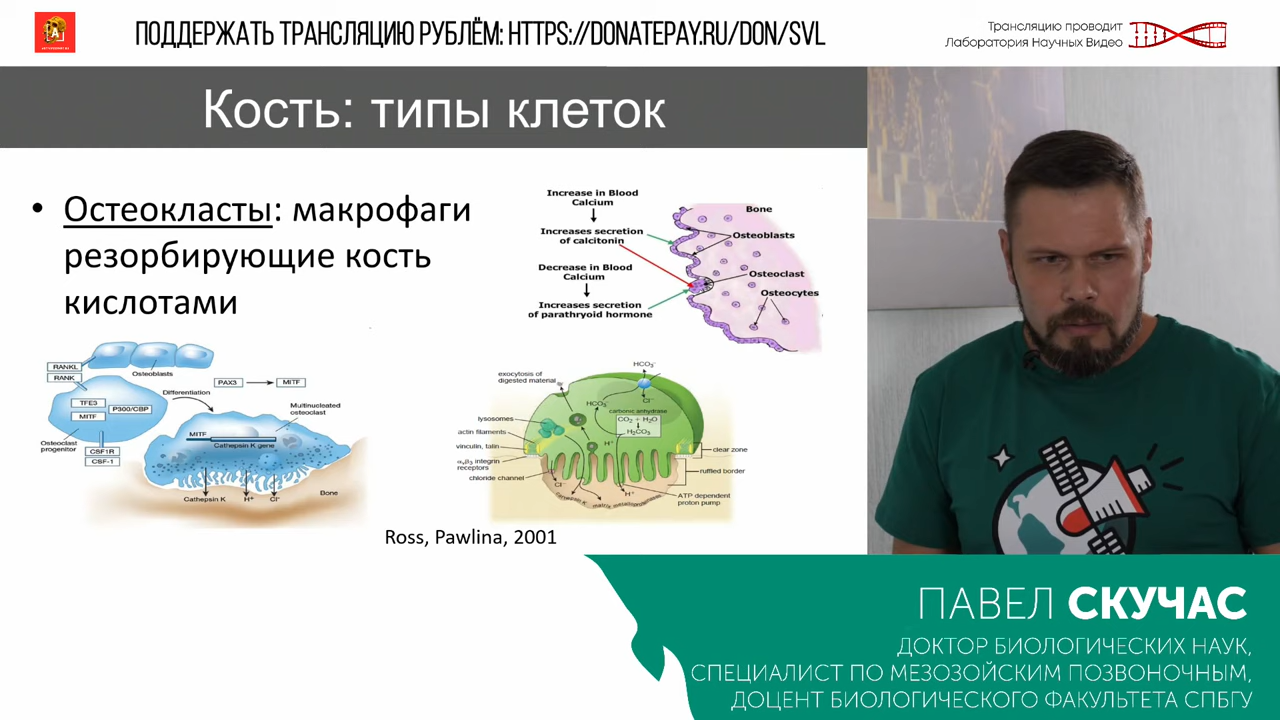 ПОДДЕРЖАТЬ ТРАНСЛЯЦИЮ РУБЛЁМ: HTTPS://DONATEPAY.RU/DON/SVL
Трансляцию проводит
Лаборатория Научных Видео
Кость: типы клеток
• Остеокласты: макрофаги
резорбирующие кость
кислотами
Increase in Blood
Calcium
Increases secretion
of calcitonin
Decrease in Blood
Calcium
Increases secretion
of parathyroid hormone
Bone
Osteoblasts
Osteoclast
Osteocytes
RANKL
RANK
Osteoblasts
Differentiation
PAX3
MITF
TFE3
MITF
P300/CBP
Multinucleated
osteoclast
Osteoclast
progenitor
CSF1R
CSF-1
MITF
Cathepsin K gene
Cathepsin K
H+
Cl-
Bone
HCO3-
exocytosis of
digested material
HCO3-
Cl-
carbonic anhydrase
CO2 + H2O
H2CO3
H+
lysosomes
actin filaments
vinculin, talin
αvβ3 integrin
receptors
chloride channel
Cl-
H+
clear zone
ruffled border
ATP dependent
proton pump
Ross, Pawlina, 2001
ПАВЕЛ СКУЧАС
ДОКТОР БИОЛОГИЧЕСКИХ НАУК,
СПЕЦИАЛИСТ ПО МЕЗОЗОЙСКИМ ПОЗВОНОЧНЫМ,
ДОЦЕНТ БИОЛОГИЧЕСКОГО ФАКУЛЬТЕТА СПБГУ